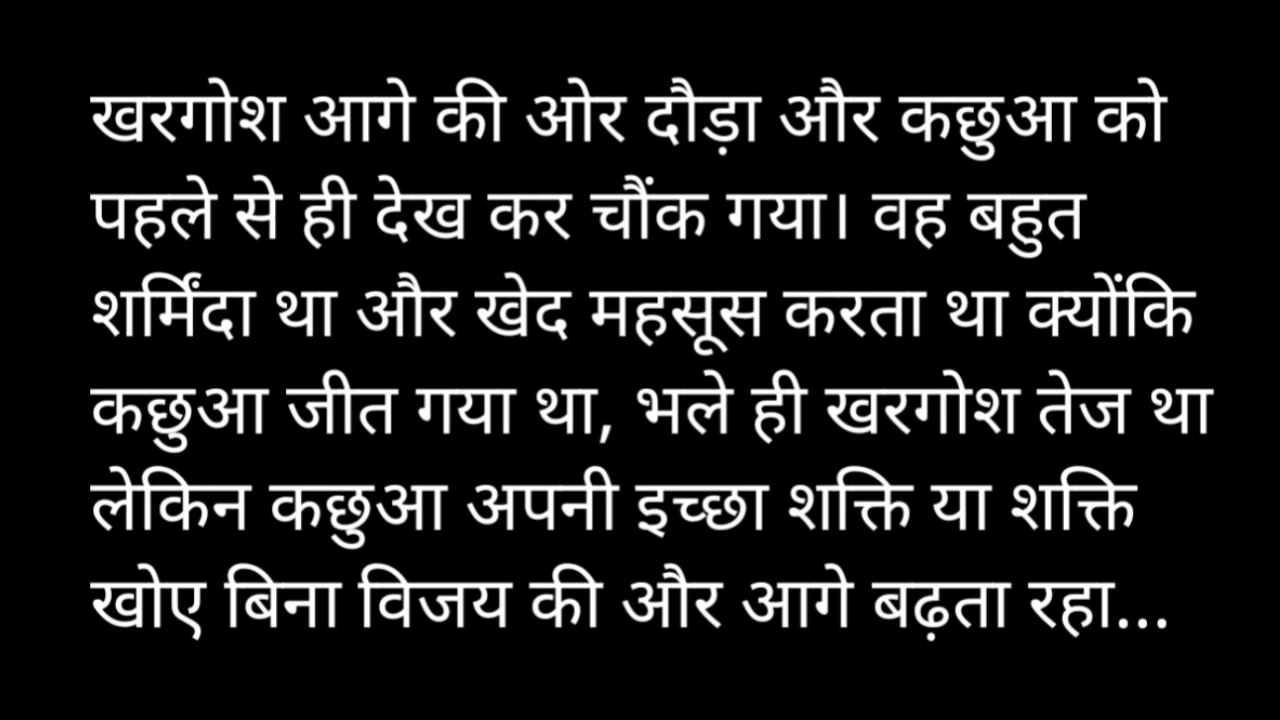 खरगोश आगे की ओर दौड़ा और कछुआ को
पहले से ही देख कर चौंक गया। वह बहुत
शर्मिंदा था और खेद महसूस करता था क्योंकि
कछुआ जीत गया था, भले ही खरगोश तेज था
लेकिन कछुआ अपनी इच्छा शक्ति या शक्ति
खोए बिना विजय की और आगे बढ़ता रहा...